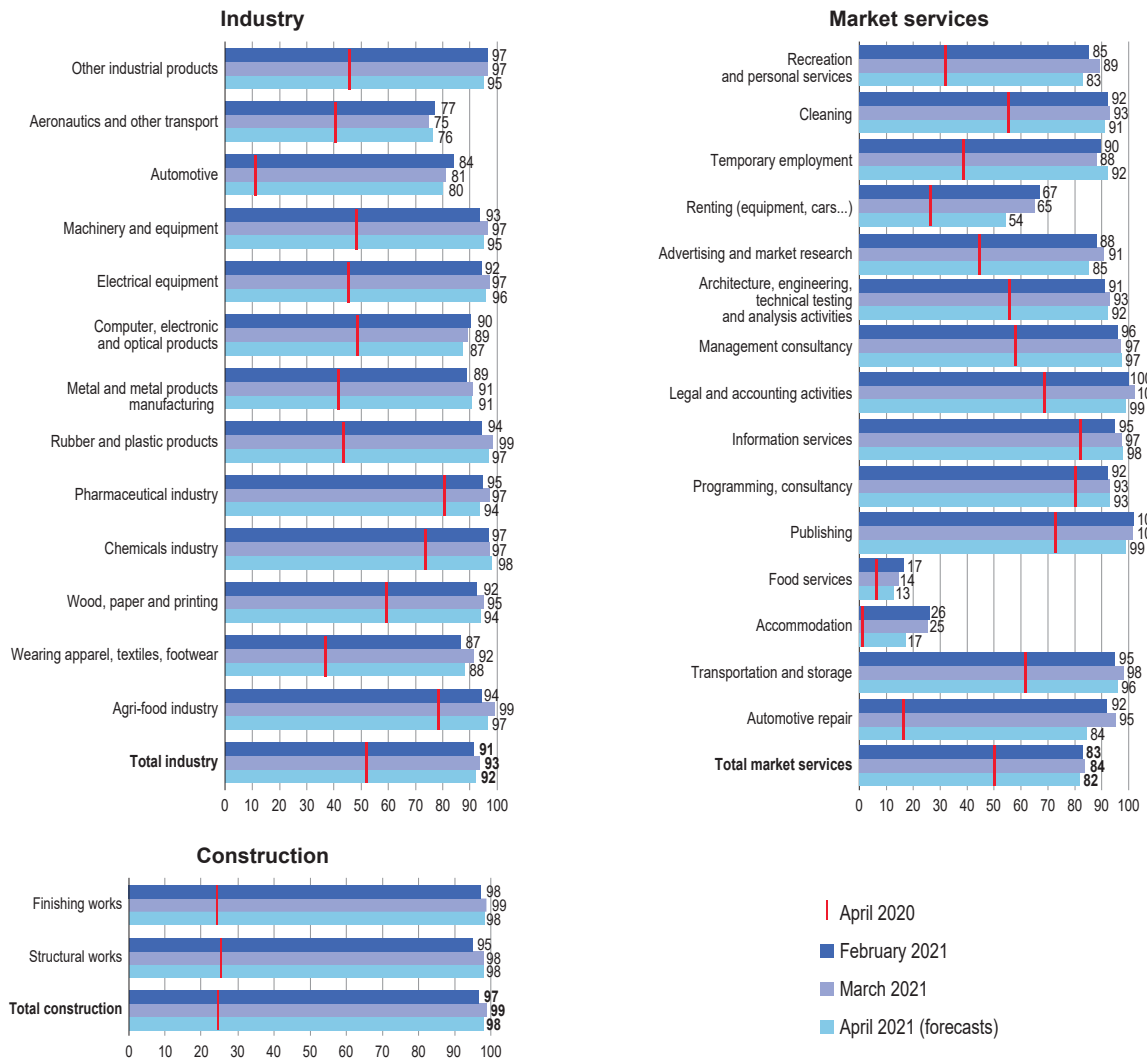 Industry
Other industrial products
97
97
95
Aeronautics and other transport
77
75
76
Automotive
84
81
80
Machinery and equipment
93
97
95
Electrical equipment
92
97
96
Computer, electronic
and optical products
90
89
87
Metal and metal products
manufacturing
89
91
91
Rubber and plastic products
94
99
97
Pharmaceutical industry
95
97
94
Chemicals industry
97
97
98
Wood, paper and printing
92
95
94
Wearing apparel, textiles, footwear
87
92
88
Agri-food industry
94
99
97
Total industry
91
93
92
0 10 20 30 40 50 60 70 80 90 100
Market services
Recreation
and personal services
85
89
83
Cleaning
92
93
91
Temporary employment
90
88
92
Renting (equipment, cars...)
67
65
54
Advertising and market research
88
91
85
Architecture, engineering,
technical testing
and analysis activities
91
93
92
Management consultancy
96
97
97
Legal and accounting activities
100
99
Information services
95
97
98
Programming, consultancy
92
93
93
Publishing
99
Food services
17
14
13
Accommodation
26
25
17
Transportation and storage
95
98
96
Automotive repair
92
95
84
Total market services
83
84
82
0 10 20 30 40 50 60 70 80 90 100
Construction
Finishing works
98
99
98
Structural works
95
98
98
Total construction
97
99
98
0 10 20 30 40 50 60 70 80 90 100
April 2020
February 2021
March 2021
April 2021 (forecasts)